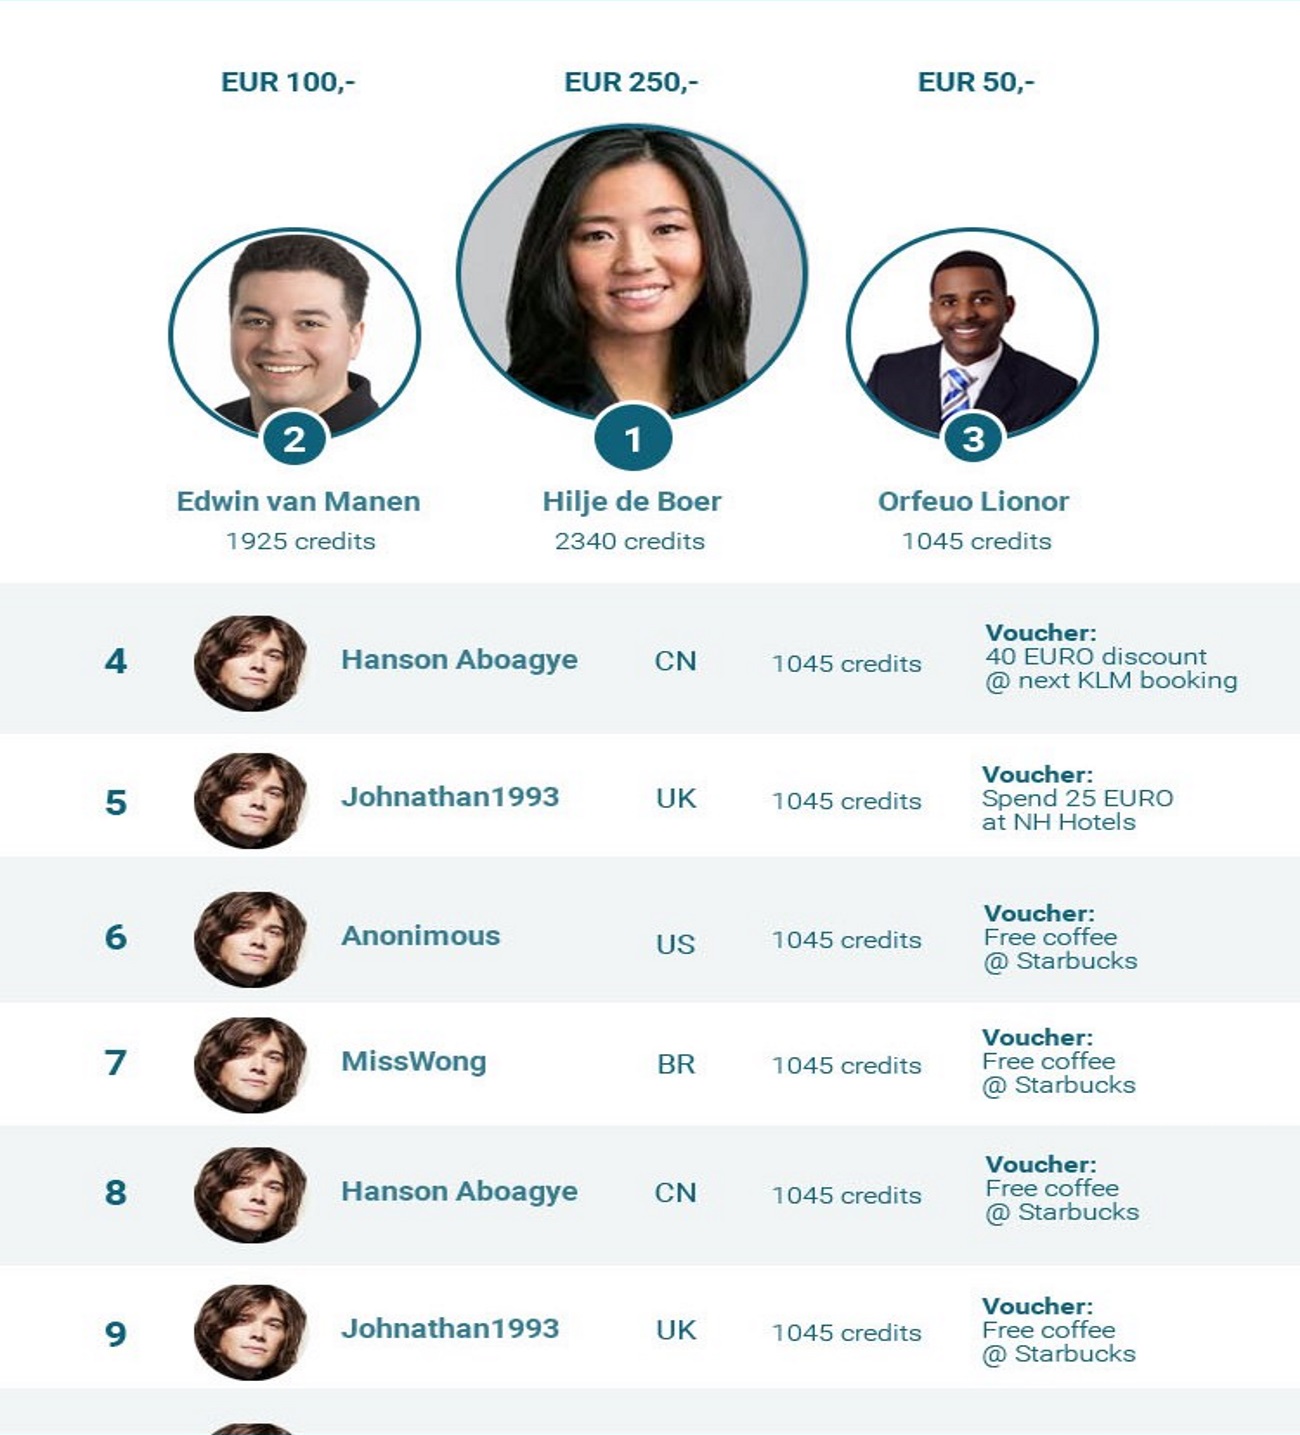 EUR 100,-
EUR 250,-
EUR 50,-
2
1
3
Edwin van Manen
Hilje de Boer
Orfeuo Lionor
1925 credits
2340 credits
1045 credits
4
Hanson Aboagye
CN
1045 credits
Voucher:
40 EURO discount
@ next KLM booking
5
Johnathan1993
UK
1045 credits
Voucher:
Spend 25 EURO
at NH Hotels
6
Anonimous
US
1045 credits
Voucher:
Free coffee
@ Starbucks
7
MissWong
BR
1045 credits
Voucher:
Free coffee
@ Starbucks
8
Hanson Aboagye
CN
1045 credits
Voucher:
Free coffee
@ Starbucks
9
Johnathan1993
UK
1045 credits
Voucher:
Free coffee
@ Starbucks